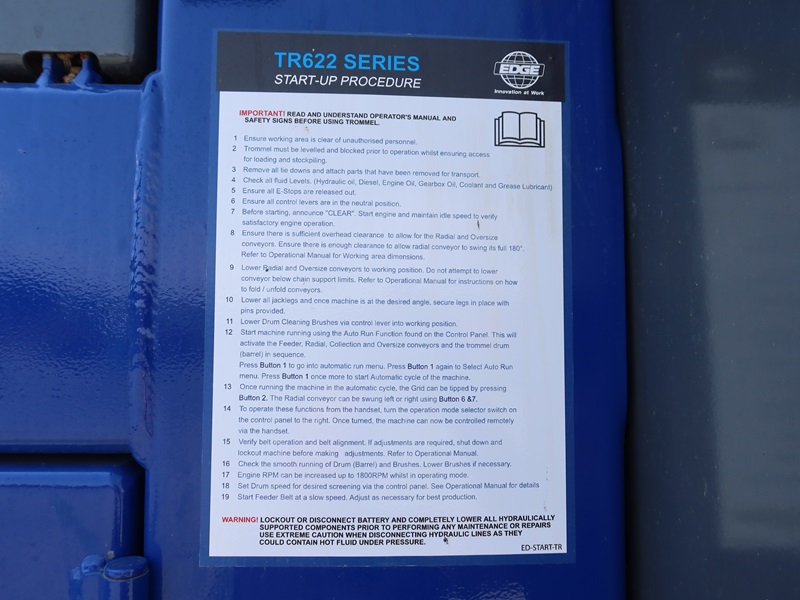 TR622 SERIES
START-UP PROCEDURE
EDGE
Innovation at Work
IMPORTANT! READ AND UNDERSTAND OPERATOR'S MANUAL AND
SAFETY SIGNS BEFORE USING TROMMEL.
1 Ensure working area is clear of unauthorised personnel.
2 Trommel must be levelled and blocked prior to operation whilst ensuring access
for loading and stockpiling.
3 Remove all tie downs and attach parts that have been removed for transport.
4 Check all fluid Levels. (Hydraulic oil, Diesel, Engine Oil, Gearbox Oil, Coolant and Grease Lubricant)
5 Ensure all E-Stops are released out.
6 Ensure all control levers are in the neutral position.
7 Before starting, announce "CLEAR". Start engine and maintain idle speed to verify
satisfactory engine operation.
8 Ensure there is sufficient overhead clearance to allow for the Radial and Oversize
conveyors. Ensure there is enough clearance to allow radial conveyor to swing its full 180°.
Refer to Operational Manual for Working area dimensions.
9 Lower Radial and Oversize conveyors to working position. Do not attempt to lower
conveyor below chain support limits. Refer to Operational Manual for instructions on how
to fold / unfold conveyors.
10 Lower all jacklegs and once machine is at the desired angle, secure legs in place with
pins provided.
11 Lower Drum Cleaning Brushes via control lever into working position.
12 Start machine running using the Auto Run Function found on the Control Panel. This will
activate the Feeder, Radial, Collection and Oversize conveyors and the trommel drum
(barrel) in sequence.
Press Button 1 to go into automatic run menu. Press Button 1 again to Select Auto Run
menu. Press Button 1 once more to start Automatic cycle of the machine.
13 Once running the machine in the automatic cycle, the Grid can be tipped by pressing
Button 2. The Radial conveyor can be swung left or right using Button 6 &7.
14 To operate these functions from the handset, turn the operation mode selector switch on
the control panel to the right. Once turned, the machine can now be controlled remotely
via the handset.
15 Verify belt operation and belt alignment. If adjustments are required, shut down and
lockout machine before making adjustments. Refer to Operational Manual.
16 Check the smooth running of Drum (Barrel) and Brushes. Lower Brushes if necessary.
17 Engine RPM can be increased up to 1800RPM whilst in operating mode.
18 Set Drum speed for desired screening via the control panel. See Operational Manual for details
19 Start Feeder Belt at a slow speed. Adjust as necessary for best production.
WARNING! LOCKOUT OR DISCONNECT BATTERY AND COMPLETELY LOWER ALL HYDRAULICALLY
SUPPORTED COMPONENTS PRIOR TO PERFORMING ANY MAINTENANCE OR REPAIRS
USE EXTREME CAUTION WHEN DISCONNECTING HYDRAULIC LINES AS THEY
COULD CONTAIN HOT FLUID UNDER PRESSURE.
ED-START-TR